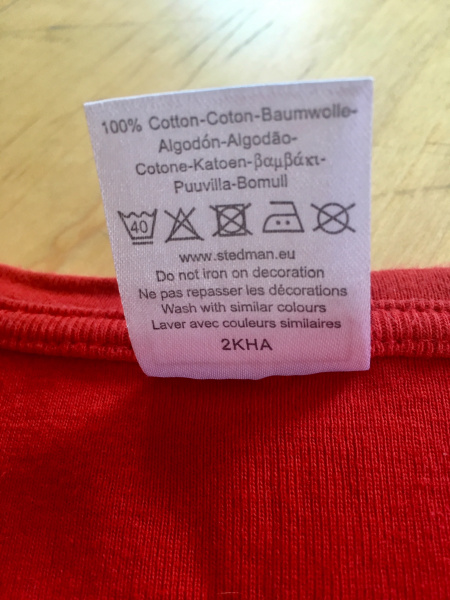 100% Cotton-Coton-Baumwolle-
Algodón-Algodão-
Cotone-Katoen-βαμβάκι-
Puuvilla-Bomull
40
www.stedman.eu
Do not iron on decoration
Ne pas repasser les décorations
Wash with similar colours
Laver avec couleurs similaires
2KHA